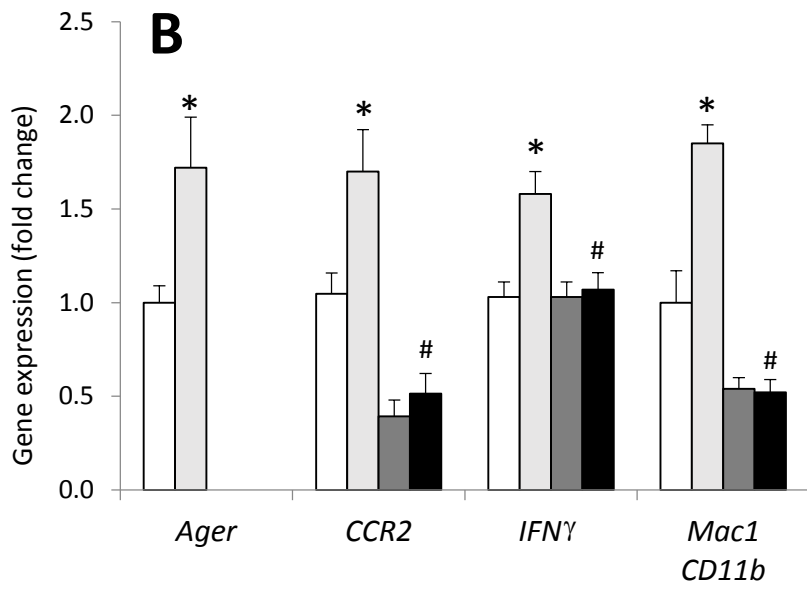 B
Gene expression (fold change)
2.5
2.0
1.5
1.0
0.5
0.0
*
*
#
*
#
*
#
Ager
CCR2
IFNγ
Mac1
CD11b